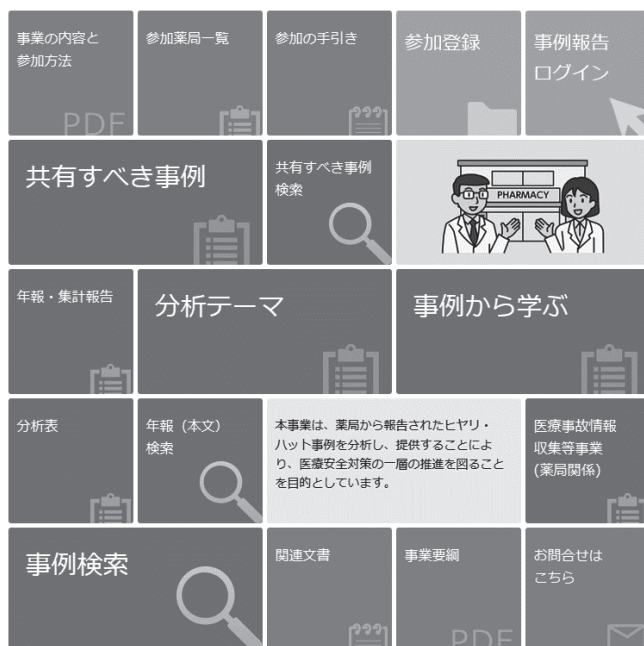 事業の内容と
参加方法
PDF
参加薬局一覧
参加の手引き
参加登録
事例報告
ログイン
共有すべき事例
共有すべき事例
検索
PHARMACY
年報・集計報告
分析テーマ
事例から学ぶ
分析表
年報（本文）
検索
本事業は、薬局から報告されたヒヤリ・
ハット事例を分析し、提供することによ
り、医療安全対策の一層の推進を図ること
を目的としています。
医療事故情報
収集等事業
(薬局関係)
事例検索
関連文書
事業要綱
PDF
お問合せは
こちら